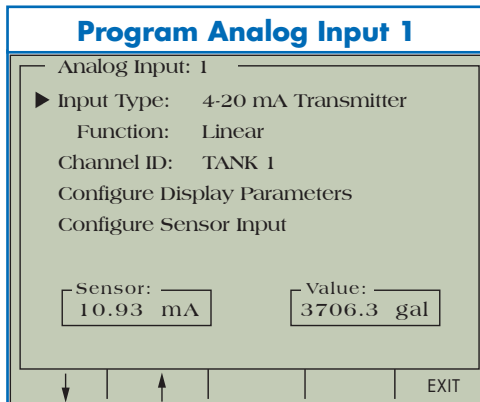 Program Analog Input 1
Analog Input: 1
Input Type: 4-20 mA Transmitter
Function: Linear
Channel ID: TANK 1
Configure Display Parameters
Configure Sensor Input
Sensor: Value:
10.93 mA 3706.3 gal
EXIT